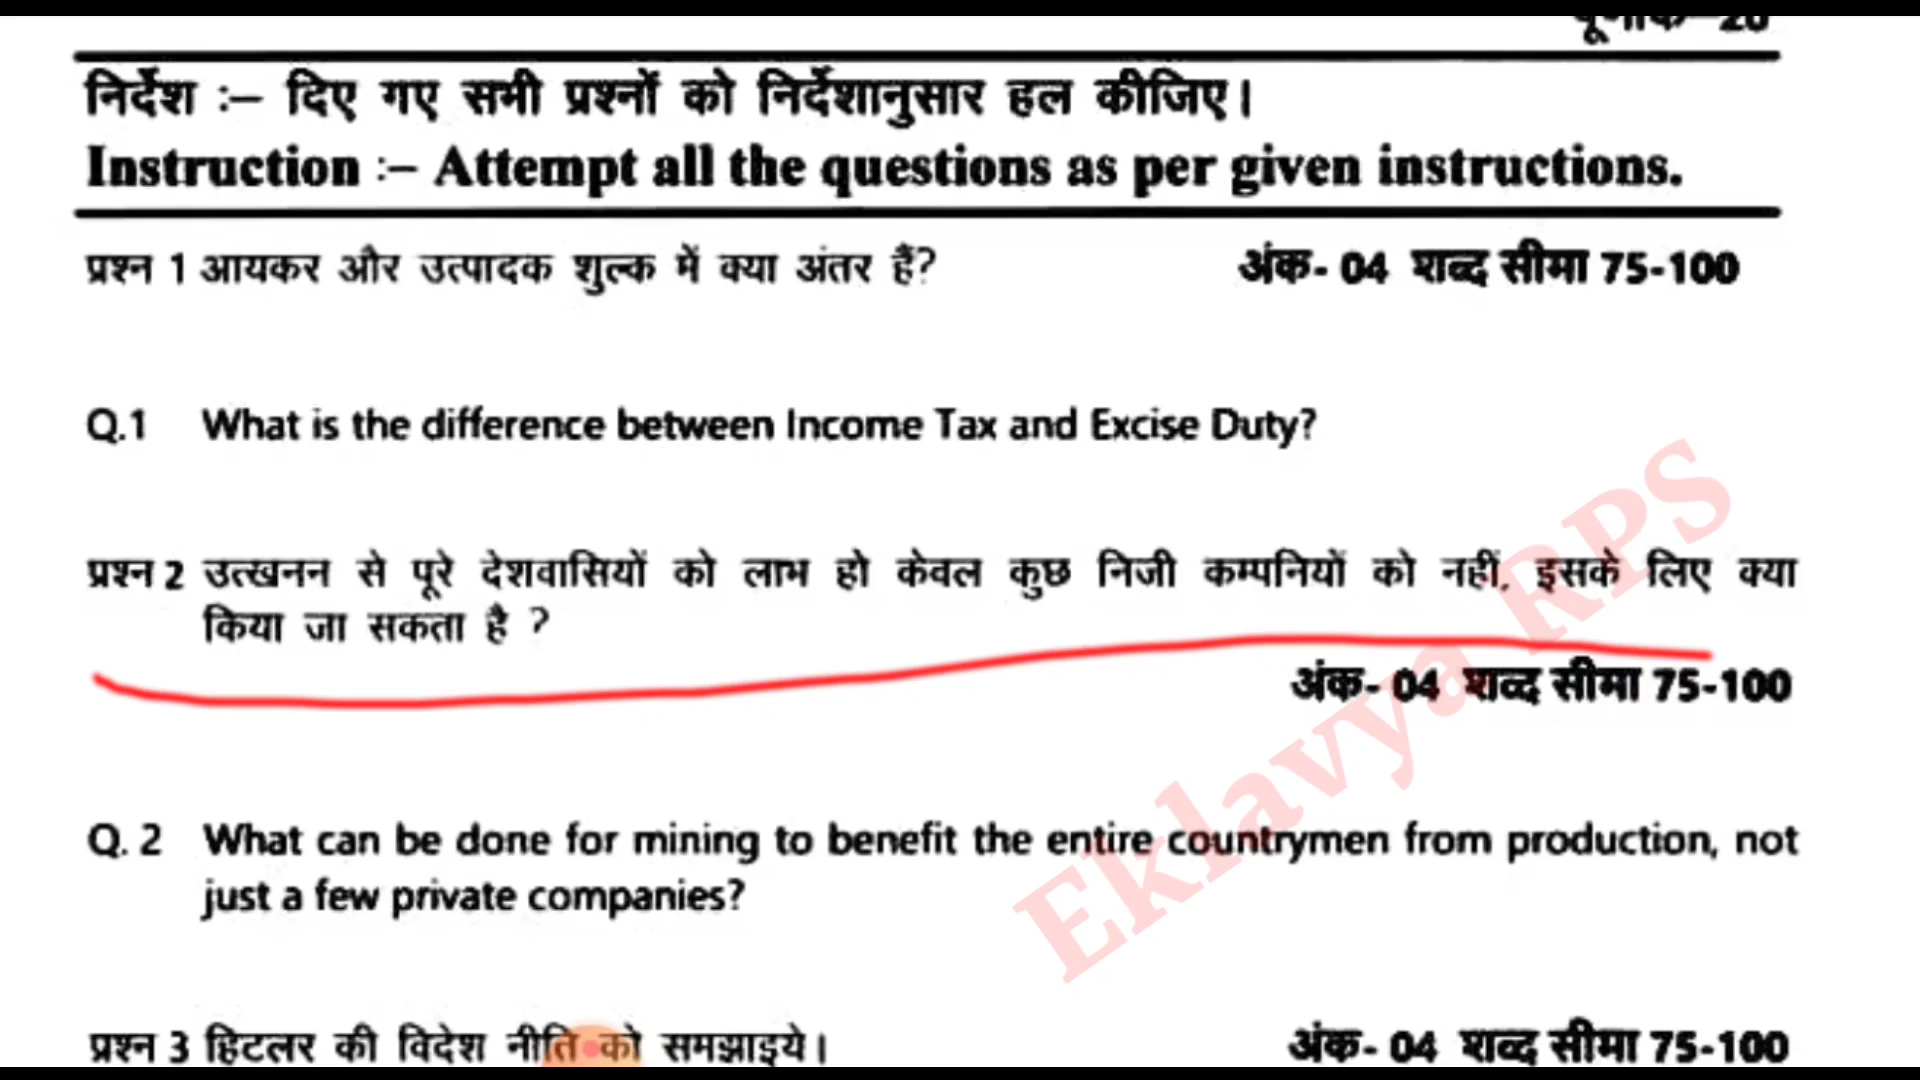 पूर्णांक–20
निर्देश :– दिए गए सभी प्रश्नों को निर्देशानुसार हल कीजिए।
Instruction :– Attempt all the questions as per given instructions.
प्रश्न 1 आयकर और उत्पादक शुल्क में क्या अंतर हैं? अंक- 04 शब्द सीमा 75-100
Q.1 What is the difference between Income Tax and Excise Duty?
प्रश्न 2 उत्खनन से पूरे देशवासियों को लाभ हो केवल कुछ निजी कम्पनियों को नहीं, इसके लिए क्या
किया जा सकता है ?
अंक- 04 शब्द सीमा 75-100
Q. 2 What can be done for mining to benefit the entire countrymen from production, not
just a few private companies?
प्रश्न 3 हिटलर की विदेश नीति को समझाइये। अंक- 04 शब्द सीमा 75-100
Eklavya RPS